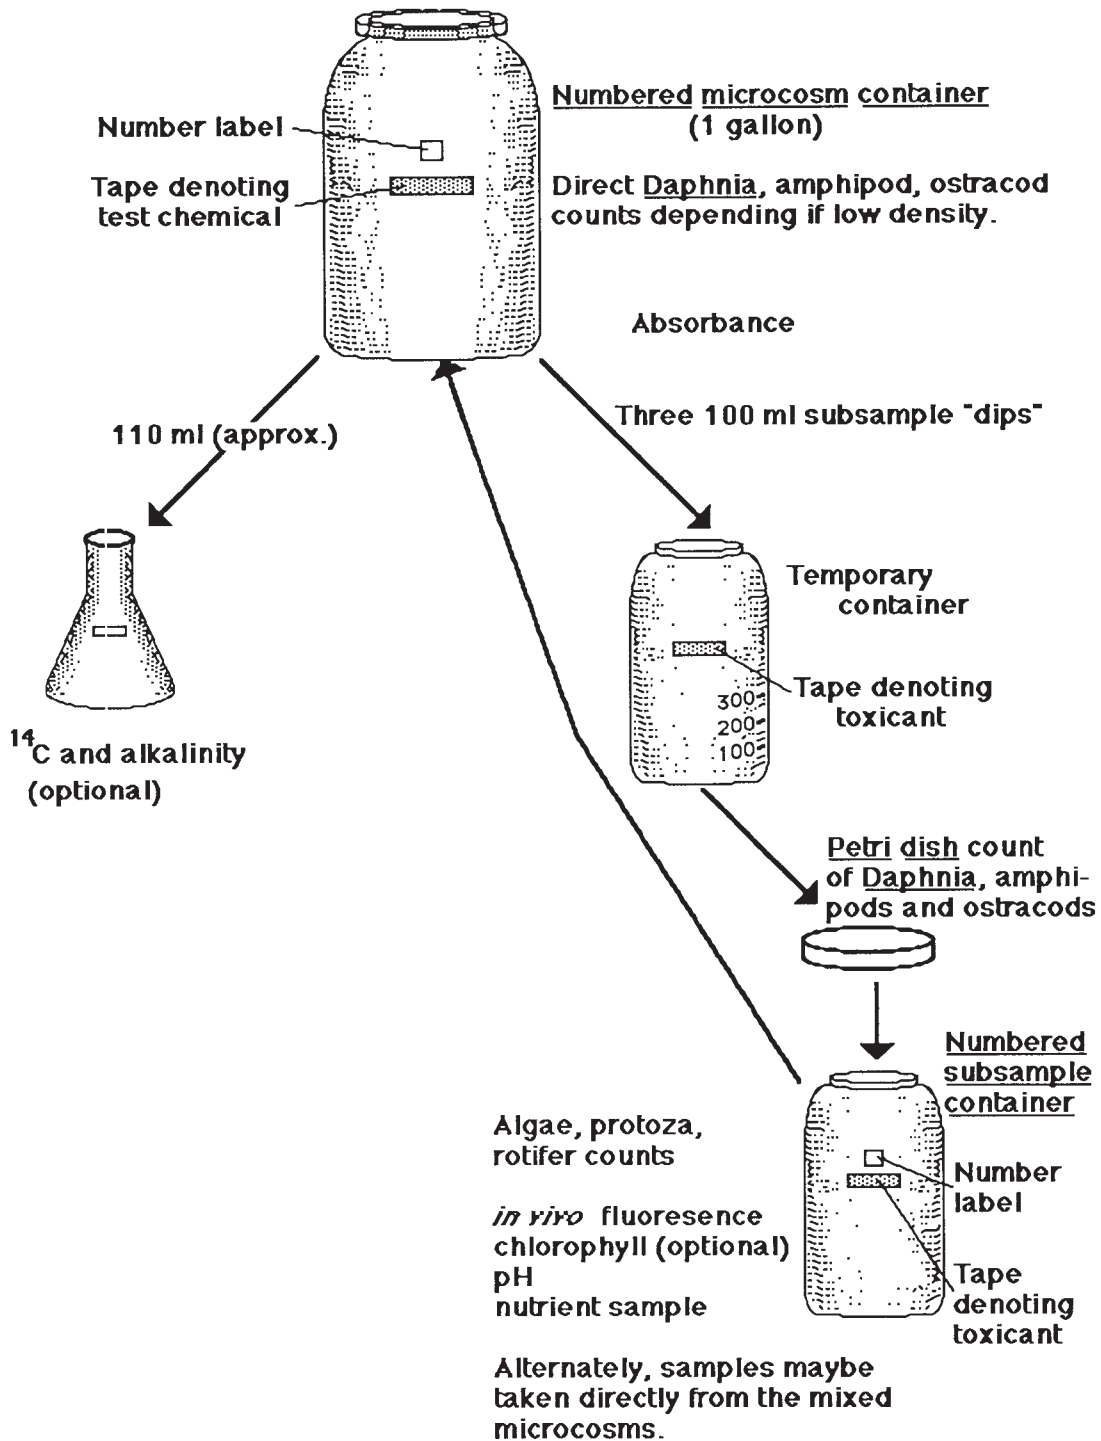 Numbered microcosm container
(1 gallon)
Number label
Tape denoting
test chemical
Direct Daphnia, amphipod, ostracod
counts depending if low density.
Absorbance
Three 100 ml subsample "dips"
110 ml (approx.)
Temporary
container
Tape denoting
toxicant
300
200
100
14C and alkalinity
(optional)
Petri dish count
of Daphnia, amphi-
pods and ostracods
Numbered
subsample
container
Number
label
Tape
denoting
toxicant
Algae, protoza,
rotifer counts
in vivo fluoresence
chlorophyll (optional)
pH
nutrient sample
Alternately, samples maybe
taken directly from the mixed
microcosms.